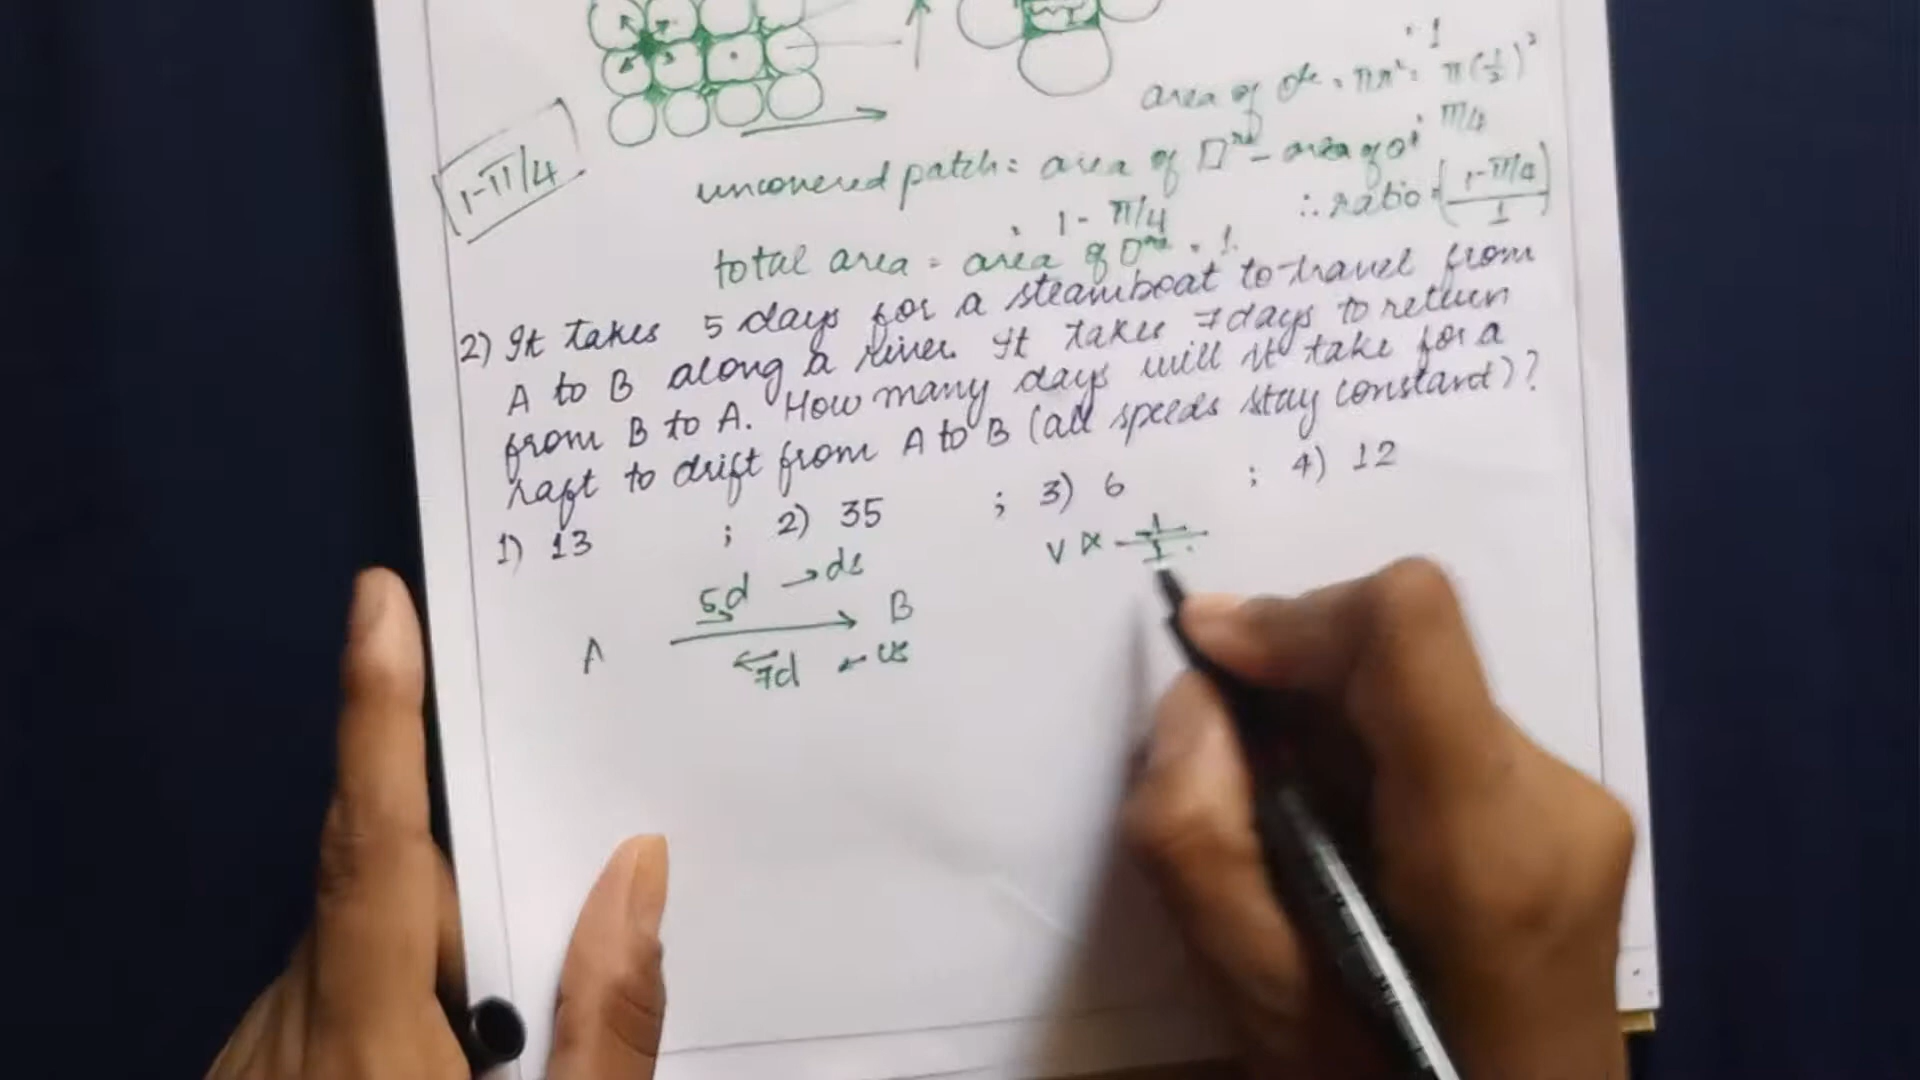 . 1
area of Ole = πr² = π(1/2)²
= π/4
1-π/4
uncovered patch = area of □re - area of O
= 1 - π/4
∴ ratio = (1-π/4 / 1)
total area = area of □re = 1.
2) It takes 5 days for a steamboat to travel from
A to B along a river. It takes 7 days to return
from B to A. How many days will it take for a
raft to drift from A to B (all speeds stay constant)?
1) 13 ; 2) 35 ; 3) 6 ; 4) 12
5d → ds
V ∝ 1
A B
7d ← us